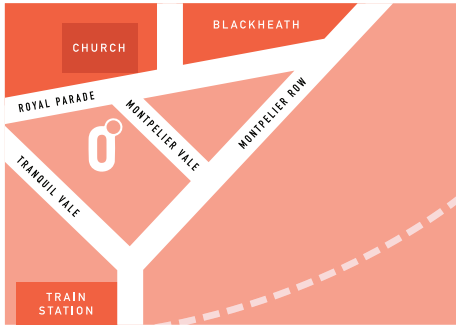 BLACKHEATH
CHURCH
ROYAL PARADE
MONTPELIER VALE
MONTPELIER ROW
TRANQUIL VALE
TRAIN
STATION